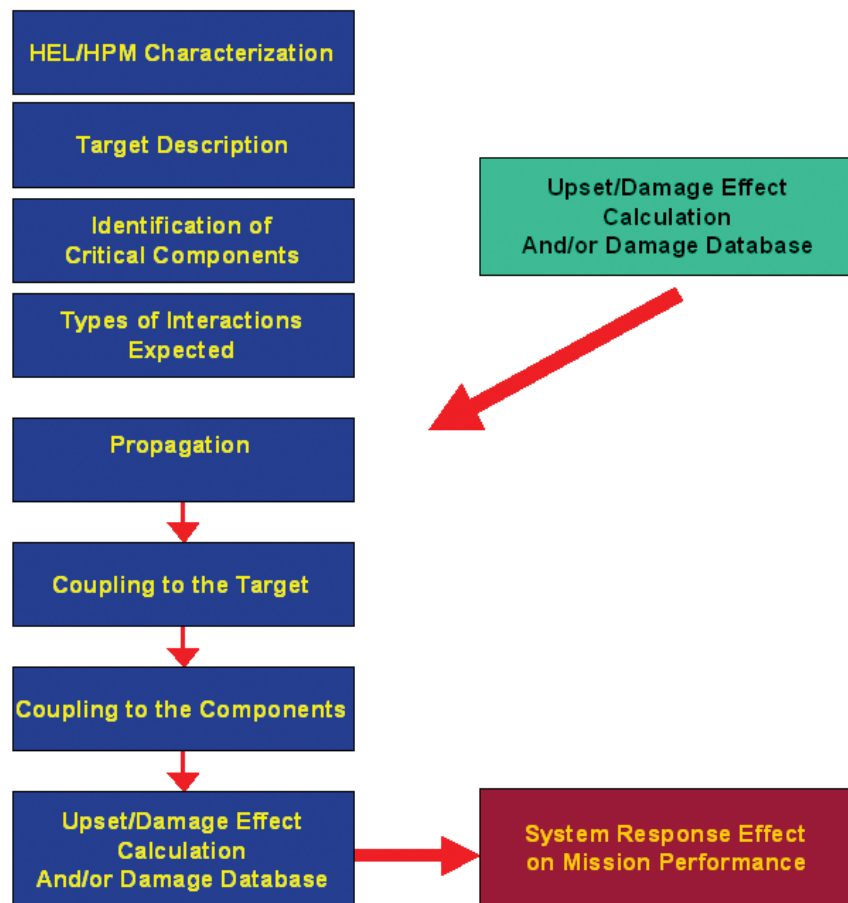 HEL/HPM Characterization
Target Description
Identification of
Critical Components
Types of Interactions
Expected
Upset/Damage Effect
Calculation
And/or Damage Database
Propagation
Coupling to the Target
Coupling to the Components
Upset/Damage Effect
Calculation
And/or Damage Database
System Response Effect
on Mission Performance